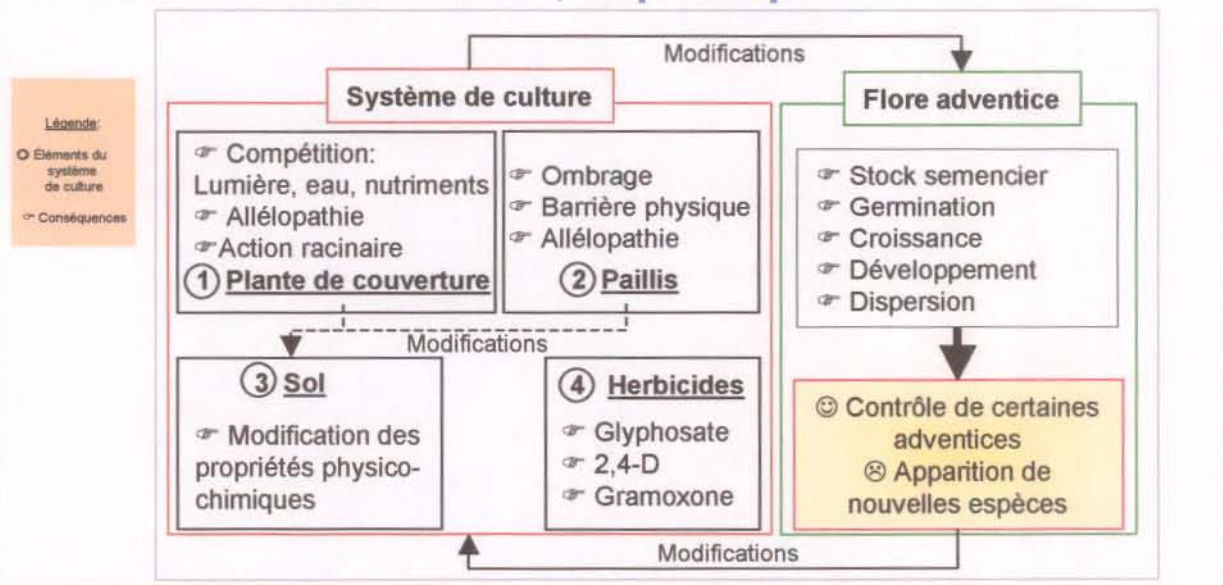 Modifications
Système de culture
Flore adventice
Légende:
Éléments du
système
de culture
☞ Conséquences
☞ Compétition:
Lumière, eau, nutriments
☞ Allélopathie
☞ Action racinaire
① Plante de couverture
☞ Ombrage
☞ Barrière physique
☞ Allélopathie
② Paillis
☞ Stock semencier
☞ Germination
☞ Croissance
☞ Développement
☞ Dispersion
Modifications
③ Sol
☞ Modification des
propriétés physico-
chimiques
④ Herbicides
☞ Glyphosate
☞ 2,4-D
☞ Gramoxone
☺ Contrôle de certaines
adventices
☹ Apparition de
nouvelles espèces
Modifications